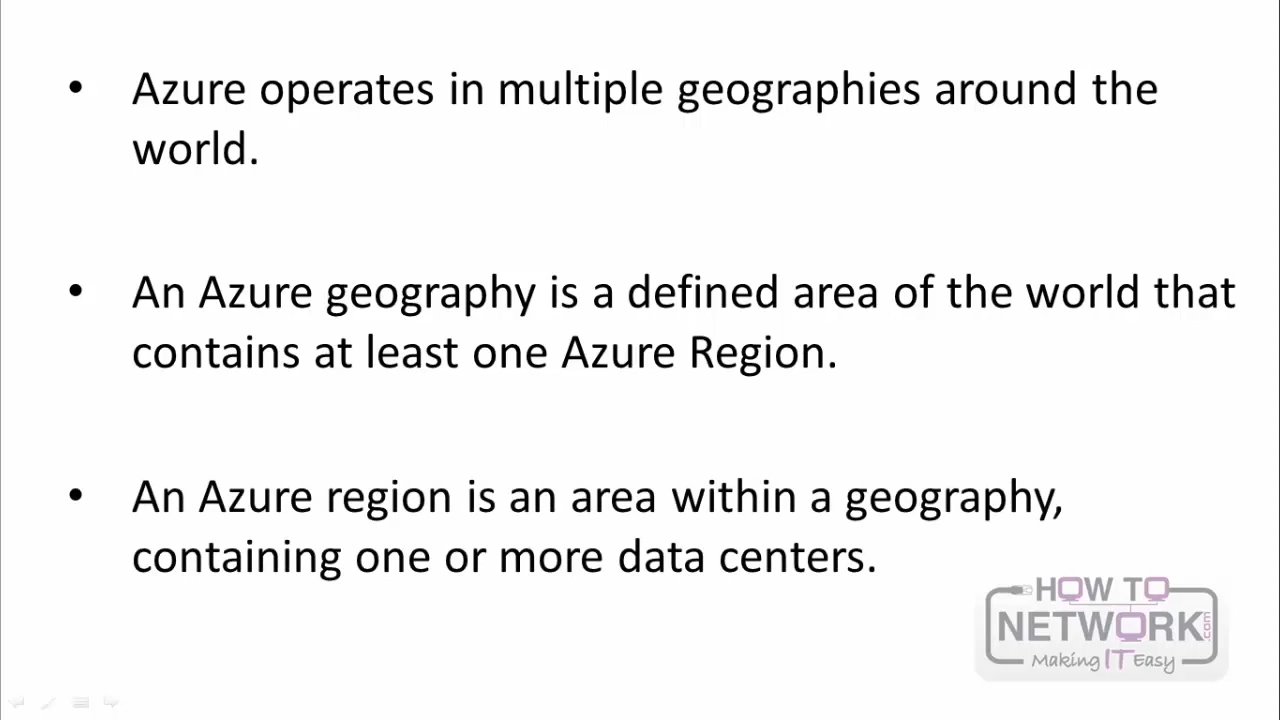 • Azure operates in multiple geographies around the
world.
• An Azure geography is a defined area of the world that
contains at least one Azure Region.
• An Azure region is an area within a geography,
containing one or more data centers.
HOW TO
NETWORK.com
Making IT Easy